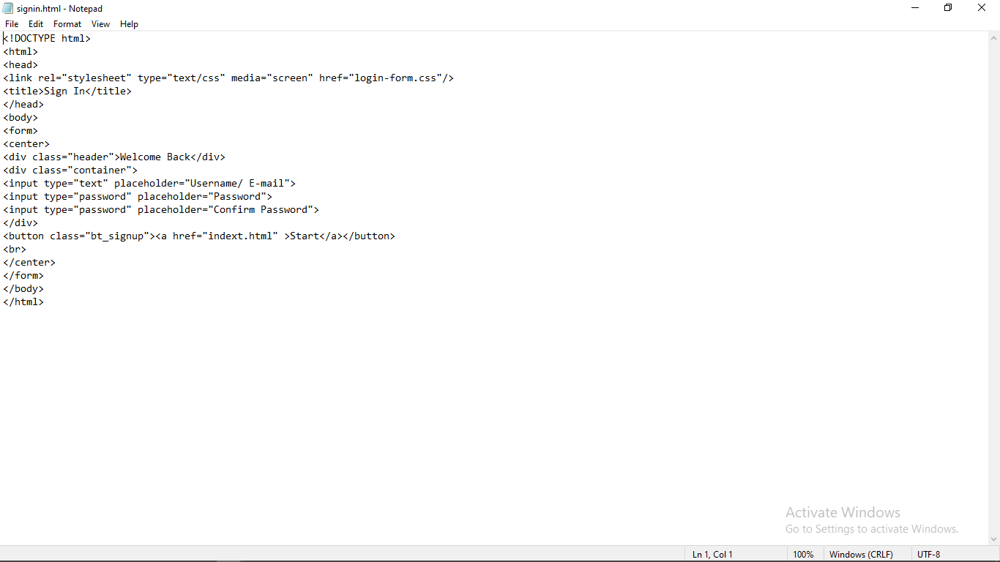 signin.html - Notepad
File Edit Format View Help
<!DOCTYPE html>
<html>
<head>
<link rel="stylesheet" type="text/css" media="screen" href="login-form.css"/>
<title>Sign In</title>
</head>
<body>
<form>
<center>
<div class="header">Welcome Back</div>
<div class="container">
<input type="text" placeholder="Username/ E-mail">
<input type="password" placeholder="Password">
<input type="password" placeholder="Confirm Password">
</div>
<button class="bt_signup"><a href="indext.html" >Start</a></button>
<br>
</center>
</form>
</body>
</html>
Activate Windows
Go to Settings to activate Windows.
Ln 1, Col 1 100% Windows (CRLF) UTF-8